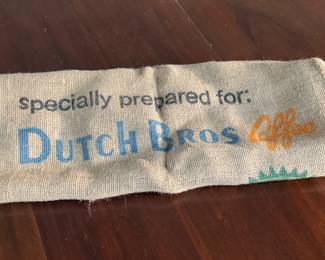 specially prepared for:
DUTCH BROS Coffee